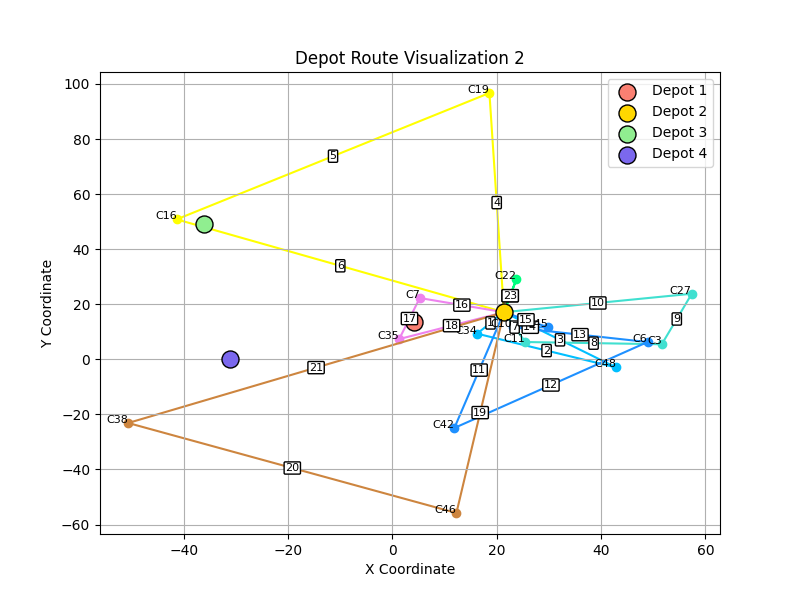 Depot Route Visualization 2
Depot 1
Depot 2
Depot 3
Depot 4
Y Coordinate
100
80
60
40
20
0
−20
−40
−60
−40
−20
0
20
40
60
X Coordinate
C19
5
C16
4
6
C22
C7
23
C27
16
10
17
18
15
9
C34
13
C35
C11
3
8
C6
C3
2
C48
21
11
12
C38
19
C42
20
C46
7